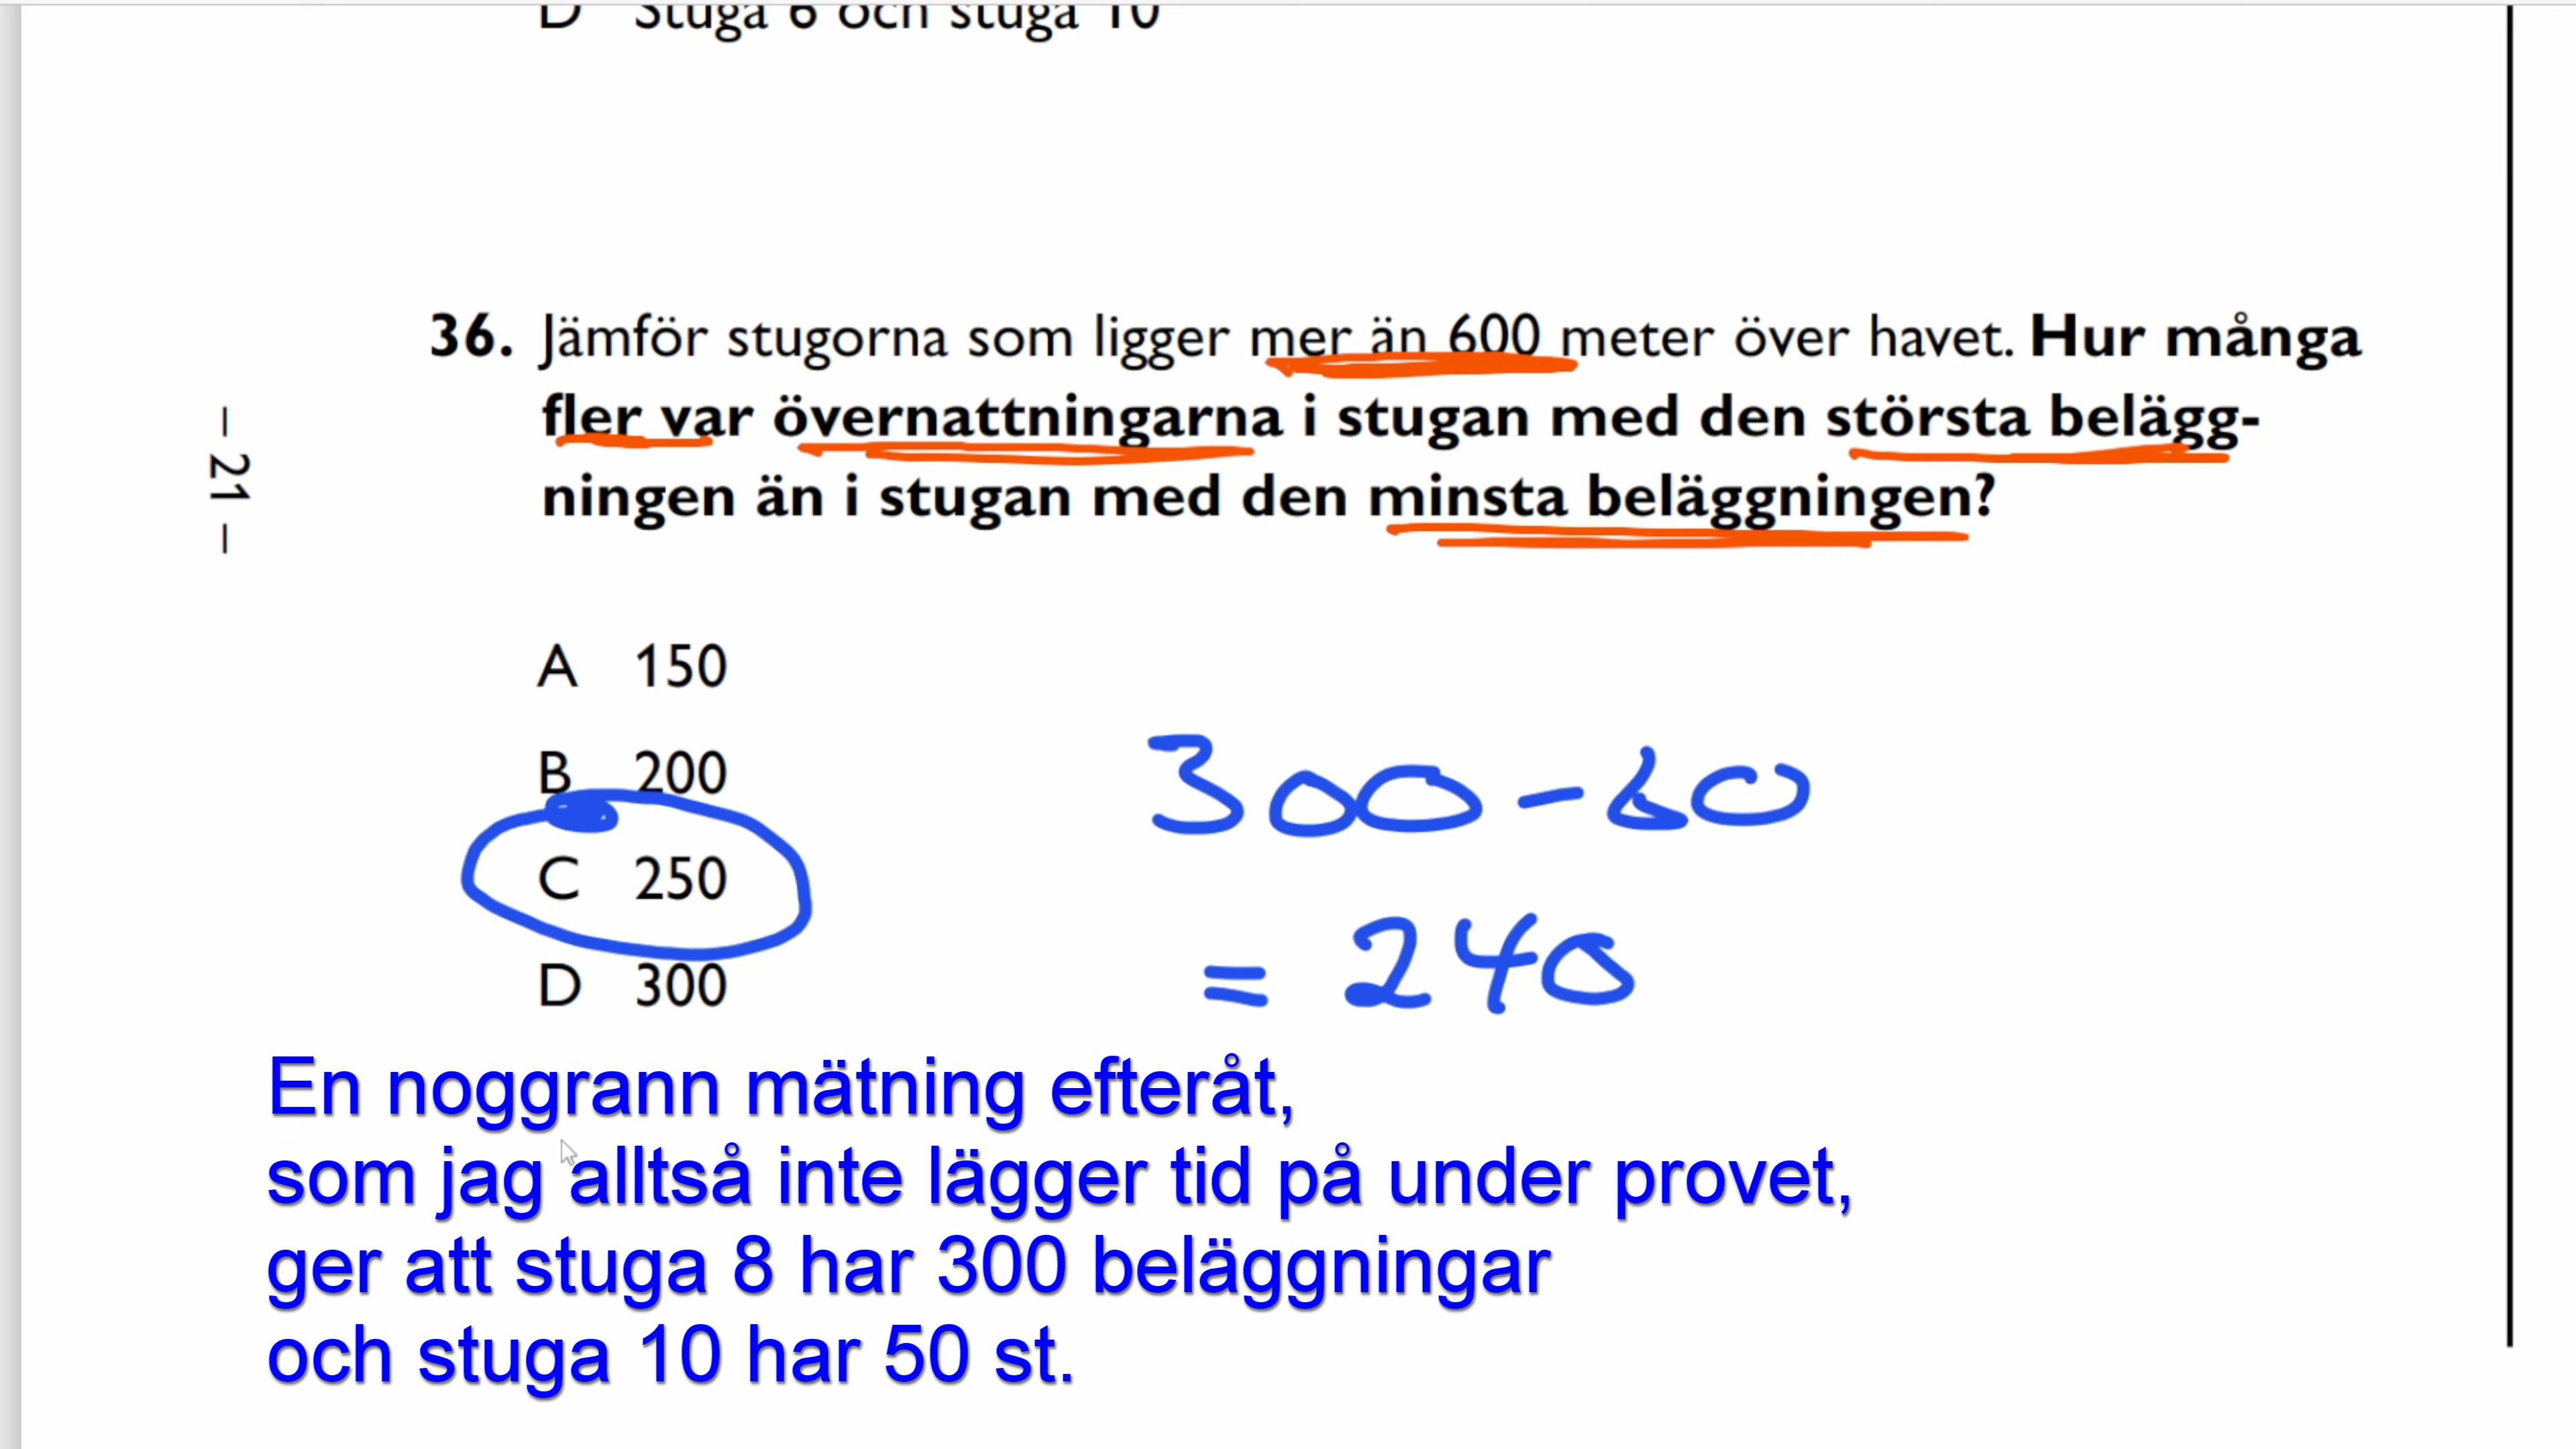 D Stuga 6 och stuga 10
36. Jämför stugorna som ligger mer än 600 meter över havet. Hur många
fler var övernattningarna i stugan med den största belägg-
ningen än i stugan med den minsta beläggningen?
– 21 –
A 150
B 200
C 250
D 300
300 - 60
= 240
En noggrann mätning efteråt,
som jag alltså inte lägger tid på under provet,
ger att stuga 8 har 300 beläggningar
och stuga 10 har 50 st.